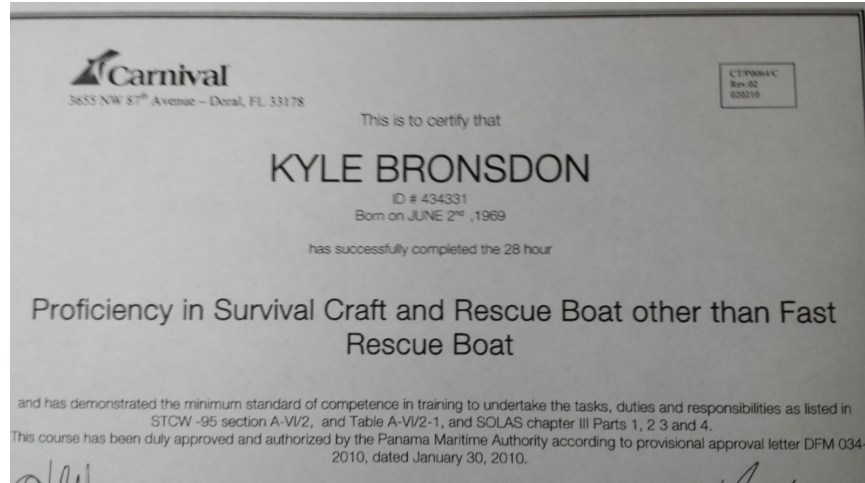 Carnival
3655 NW 87th Avenue – Doral, FL 33178
Rev 02
020210
This is to certify that
KYLE BRONSDON
ID # 434331
Born on JUNE 2nd ,1969
has successfully completed the 28 hour
Proficiency in Survival Craft and Rescue Boat other than Fast
Rescue Boat
and has demonstrated the minimum standard of competence in training to undertake the tasks, duties and responsibilities as listed in
STCW -95 section A-VI/2, and Table A-VI/2-1, and SOLAS chapter III Parts 1, 2 3 and 4.
This course has been duly approved and authorized by the Panama Maritime Authority according to provisional approval letter DFM 034-
2010, dated January 30, 2010.